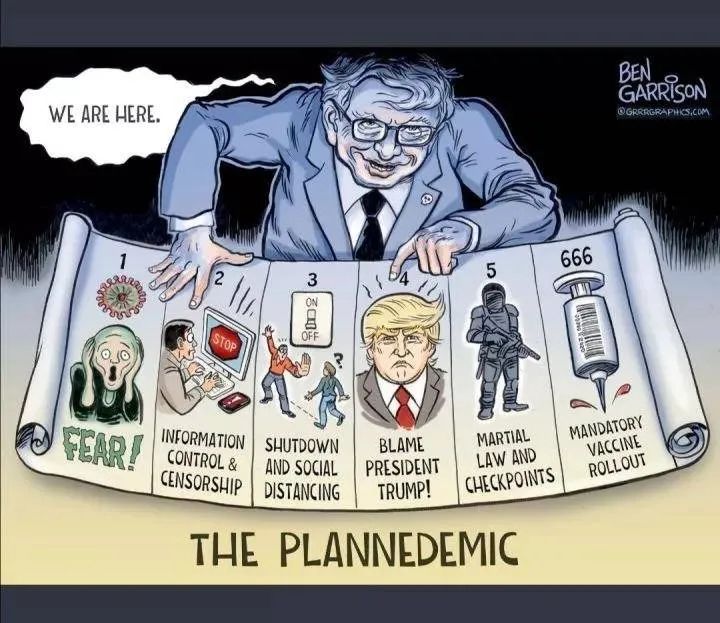 BEN
GARRISON
©GRRRGRAPHICS.COM
WE ARE HERE.
1
FEAR!
2
STOP
INFORMATION
CONTROL &
CENSORSHIP
3
ON
OFF
?
SHUTDOWN
AND SOCIAL
DISTANCING
4
BLAME
PRESIDENT
TRUMP!
5
MARTIAL
LAW AND
CHECKPOINTS
666
MANDATORY
VACCINE
ROLLOUT
THE PLANNEDEMIC